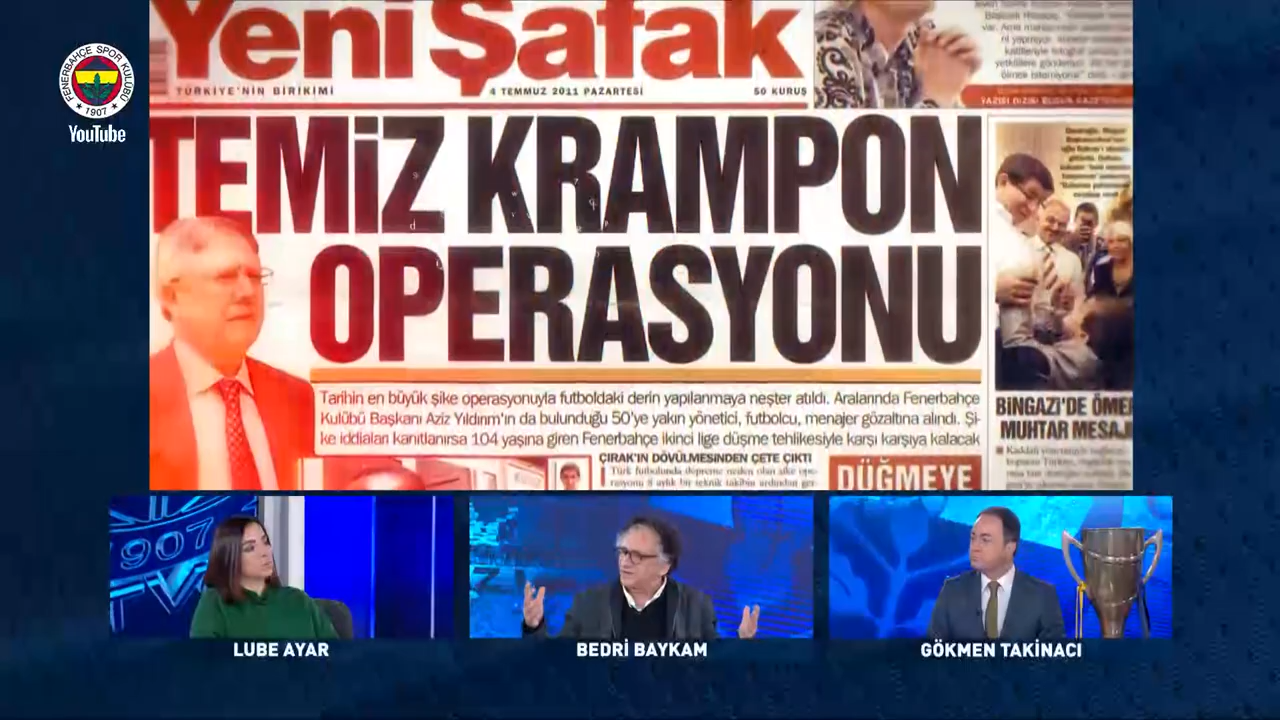 FENERBAHÇE SPOR KULÜBÜ
★ 1907 ★
YouTube
Yeni Şafak
TÜRKİYE'NİN BİRİKİMİ
4 TEMMUZ 2011 PAZARTESİ
50 KURUŞ
TEMİZ KRAMPON
OPERASYONU
Tarihin en büyük şike operasyonuyla futboldaki derin yapılanmaya neşter atıldı. Aralarında Fenerbahçe
Kulübü Başkanı Aziz Yıldırım'ın da bulunduğu 50'ye yakın yönetici, futbolcu, menajer gözaltına alındı. Şi-
ke iddiaları kanıtlanırsa 104 yaşına giren Fenerbahçe ikinci lige düşme tehlikesiyle karşı karşıya kalacak
ÇIRAK'IN DÖVÜLMESİNDEN ÇETE ÇIKTI
DÜĞMEYE
BİNGAZİ'DE ÖMER
MUHTAR MESAJ
1907
LUBE AYAR
BEDRİ BAYKAM
GÖKMEN TAKİNACI